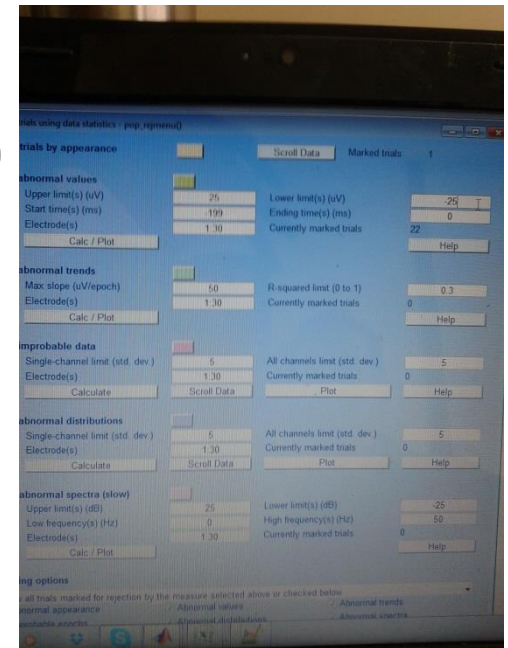 rials using data statistics - pop_rejmenu()
trials by appearance Scroll Data Marked trials 1
abnormal values
Upper limit(s) (uV) 25 Lower limit(s) (uV) -25
Start time(s) (ms) -199 Ending time(s) (ms) 0
Electrode(s) 1:30 Currently marked trials 22
Calc / Plot Help
abnormal trends
Max slope (uV/epoch) 50 R-squared limit (0 to 1) 0.3
Electrode(s) 1:30 Currently marked trials 0
Calc / Plot Help
improbable data
Single-channel limit (std. dev.) 5 All channels limit (std. dev.) 5
Electrode(s) 1:30 Currently marked trials 0
Calculate Scroll Data Plot Help
abnormal distributions
Single-channel limit (std. dev.) 5 All channels limit (std. dev.) 5
Electrode(s) 1:30 Currently marked trials 0
Calculate Scroll Data Plot Help
abnormal spectra (slow)
Upper limit(s) (dB) 25 Lower limit(s) (dB) -25
Low frequency(s) (Hz) 0 High frequency(s) (Hz) 50
Electrode(s) 1:30 Currently marked trials 0
Calc / Plot Help
ng options
all trials marked for rejection by the measure selected above or checked below
normal appearance Abnormal values Abnormal trends
Abnormal distributions Abnormal spectra